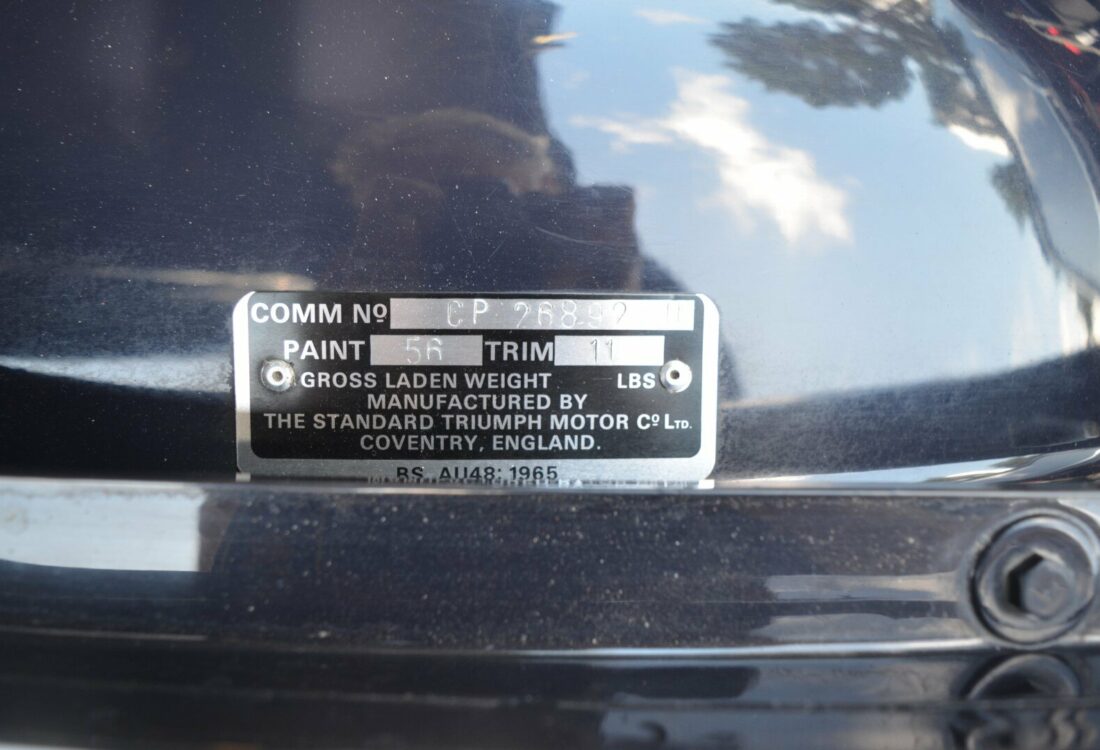 COMM Nº CP 26892 O
PAINT 56 TRIM 11
GROSS LADEN WEIGHT LBS
MANUFACTURED BY
THE STANDARD TRIUMPH MOTOR Cº LTD.
COVENTRY, ENGLAND.
BS. AU48: 1965